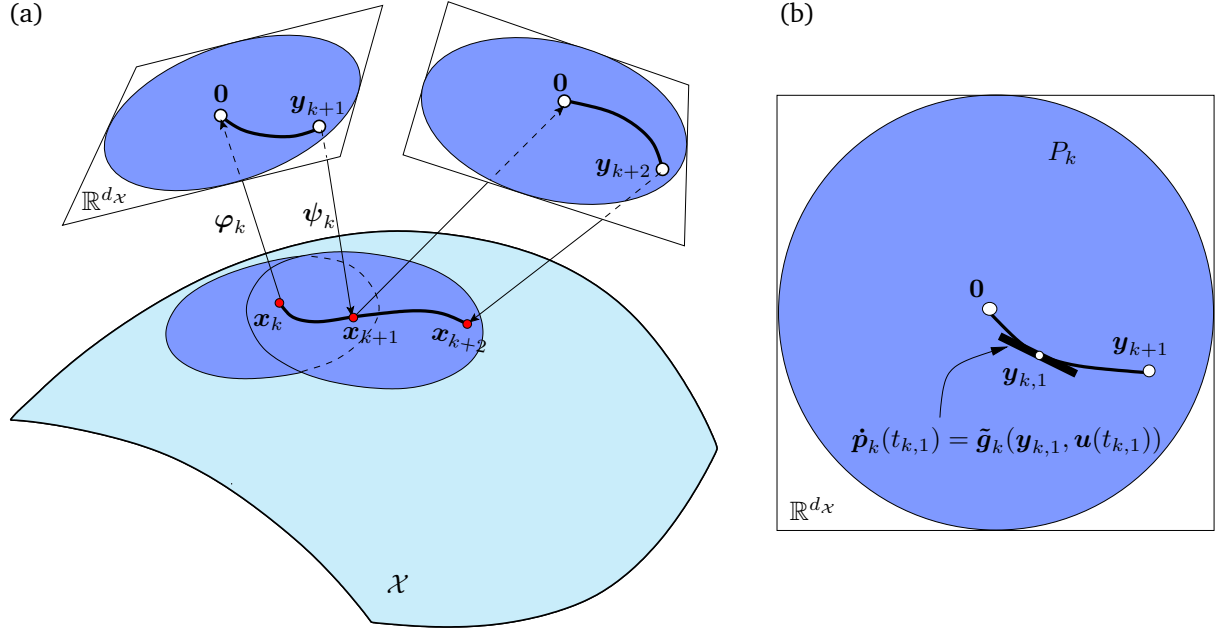 (a)
0
y_{k+1}
ℝ^{d_𝒳}
φ_k
ψ_k
0
y_{k+2}
x_k
x_{k+1}
x_{k+2}
𝒳
(b)
P_k
0
y_{k+1}
y_{k,1}
ṗ_k(t_{k,1}) = g̃_k(y_{k,1}, u(t_{k,1}))
ℝ^{d_𝒳}